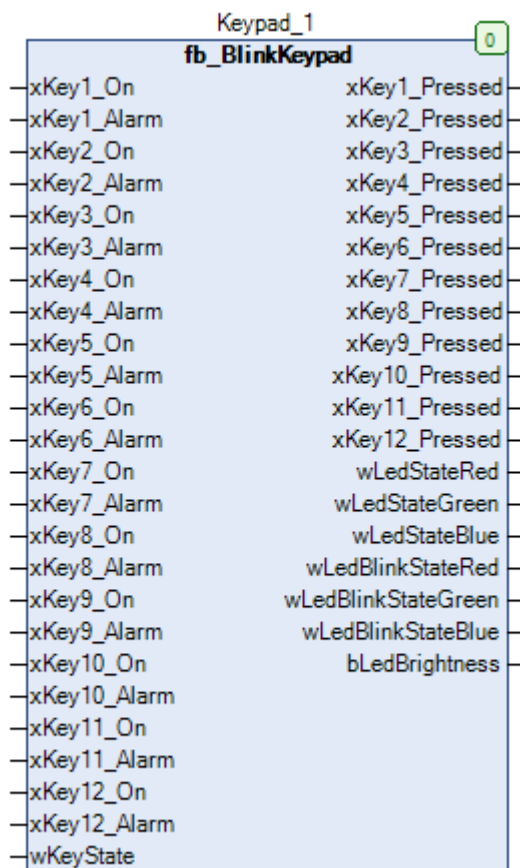 Keypad_1
0
fb_BlinkKeypad
xKey1_On xKey1_Pressed
xKey1_Alarm xKey2_Pressed
xKey2_On xKey3_Pressed
xKey2_Alarm xKey4_Pressed
xKey3_On xKey5_Pressed
xKey3_Alarm xKey6_Pressed
xKey4_On xKey7_Pressed
xKey4_Alarm xKey8_Pressed
xKey5_On xKey9_Pressed
xKey5_Alarm xKey10_Pressed
xKey6_On xKey11_Pressed
xKey6_Alarm xKey12_Pressed
xKey7_On wLedStateRed
xKey7_Alarm wLedStateGreen
xKey8_On wLedStateBlue
xKey8_Alarm wLedBlinkStateRed
xKey9_On wLedBlinkStateGreen
xKey9_Alarm wLedBlinkStateBlue
xKey10_On bLedBrightness
xKey10_Alarm
xKey11_On
xKey11_Alarm
xKey12_On
xKey12_Alarm
wKeyState